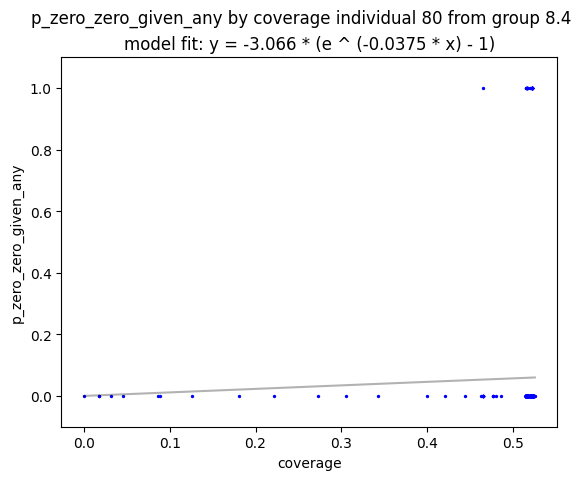 p_zero_zero_given_any by coverage individual 80 from group 8.4
model fit: y = -3.066 * (e ^ (-0.0375 * x) - 1)
p_zero_zero_given_any
1.0
0.8
0.6
0.4
0.2
0.0
0.0 0.1 0.2 0.3 0.4 0.5
coverage